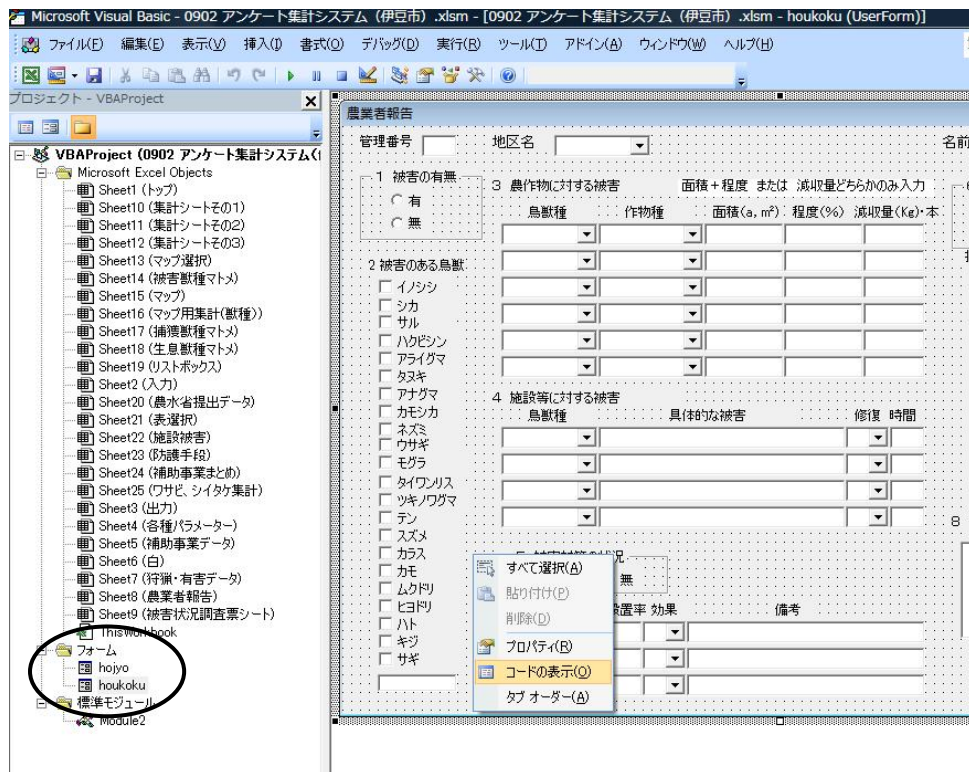 Microsoft Visual Basic - 0902 アンケート集計システム（伊豆市）.xlsm - [0902 アンケート集計システム（伊豆市）.xlsm - houkoku (UserForm)]
ファイル(F) 編集(E) 表示(V) 挿入(I) 書式(O) デバッグ(D) 実行(R) ツール(T) アドイン(A) ウィンドウ(W) ヘルプ(H)
プロジェクト - VBAProject
VBAProject (0902 アンケート集計システム(
Microsoft Excel Objects
Sheet1 (トップ)
Sheet10 (集計シートその1)
Sheet11 (集計シートその2)
Sheet12 (集計シートその3)
Sheet13 (マップ選択)
Sheet14 (被害獣種マトメ)
Sheet15 (マップ)
Sheet16 (マップ用集計(獣種))
Sheet17 (捕獲獣種マトメ)
Sheet18 (生息獣種マトメ)
Sheet19 (リストボックス)
Sheet2 (入力)
Sheet20 (農水省提出データ)
Sheet21 (表選択)
Sheet22 (施設被害)
Sheet23 (防護手段)
Sheet24 (補助事業まとめ)
Sheet25 (ワサビ、シイタケ集計)
Sheet3 (出力)
Sheet4 (各種パラメーター)
Sheet5 (補助事業データ)
Sheet6 (白)
Sheet7 (狩猟・有害データ)
Sheet8 (農業者報告)
Sheet9 (被害状況調査票シート)
ThisWorkbook
フォーム
hojyo
houkoku
標準モジュール
Module2
農業者報告
管理番号 地区名 名前
1 被害の有無
有
無
2 被害のある鳥獣
イノシシ
シカ
サル
ハクビシン
アライグマ
タヌキ
アナグマ
カモシカ
ネズミ
ウサギ
モグラ
タイワンリス
ツキノワグマ
テン
スズメ
カラス
カモ
ムクドリ
ヒヨドリ
ハト
キジ
サギ
3 農作物に対する被害 面積+程度 または 減収量どちらかのみ入力
鳥獣種 作物種 面積(a, m²) 程度(%) 減収量(Kg)・本
4 施設等に対する被害
鳥獣種 具体的な被害 修復 時間
無
置率 効果 備考
8
すべて選択(A)
貼り付け(P)
削除(D)
プロパティ(R)
コードの表示(O)
タブ オーダー(A)